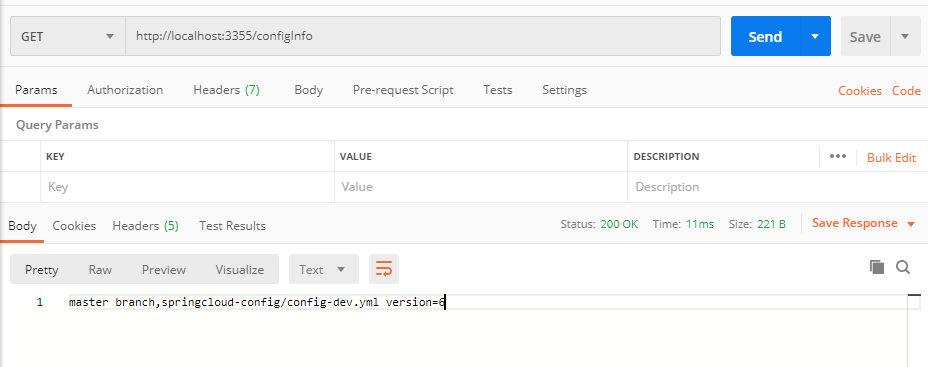 GET http://localhost:3355/configInfo Send Save
Params Authorization Headers (7) Body Pre-request Script Tests Settings Cookies Code
Query Params
KEY VALUE DESCRIPTION ••• Bulk Edit
Key Value Description
Body Cookies Headers (5) Test Results Status: 200 OK Time: 11ms Size: 221 B Save Response
Pretty Raw Preview Visualize Text
1 master branch,springcloud-config/config-dev.yml version=6